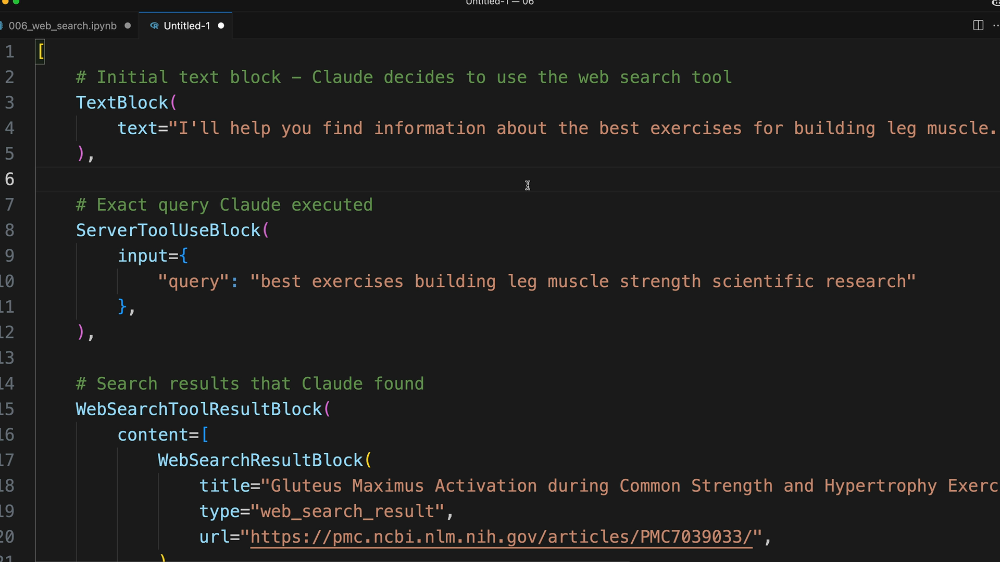 Untitled-1 — 06
006_web_search.ipynb
Untitled-1
1 [
2 # Initial text block – Claude decides to use the web search tool
3 TextBlock(
4 text="I'll help you find information about the best exercises for building leg muscle.
5 ),
6
7 # Exact query Claude executed
8 ServerToolUseBlock(
9 input={
10 "query": "best exercises building leg muscle strength scientific research"
11 },
12 ),
13
14 # Search results that Claude found
15 WebSearchToolResultBlock(
16 content=[
17 WebSearchResultBlock(
18 title="Gluteus Maximus Activation during Common Strength and Hypertrophy Exerc
19 type="web_search_result",
20 url="https://pmc.ncbi.nlm.nih.gov/articles/PMC7039033/",
21 )